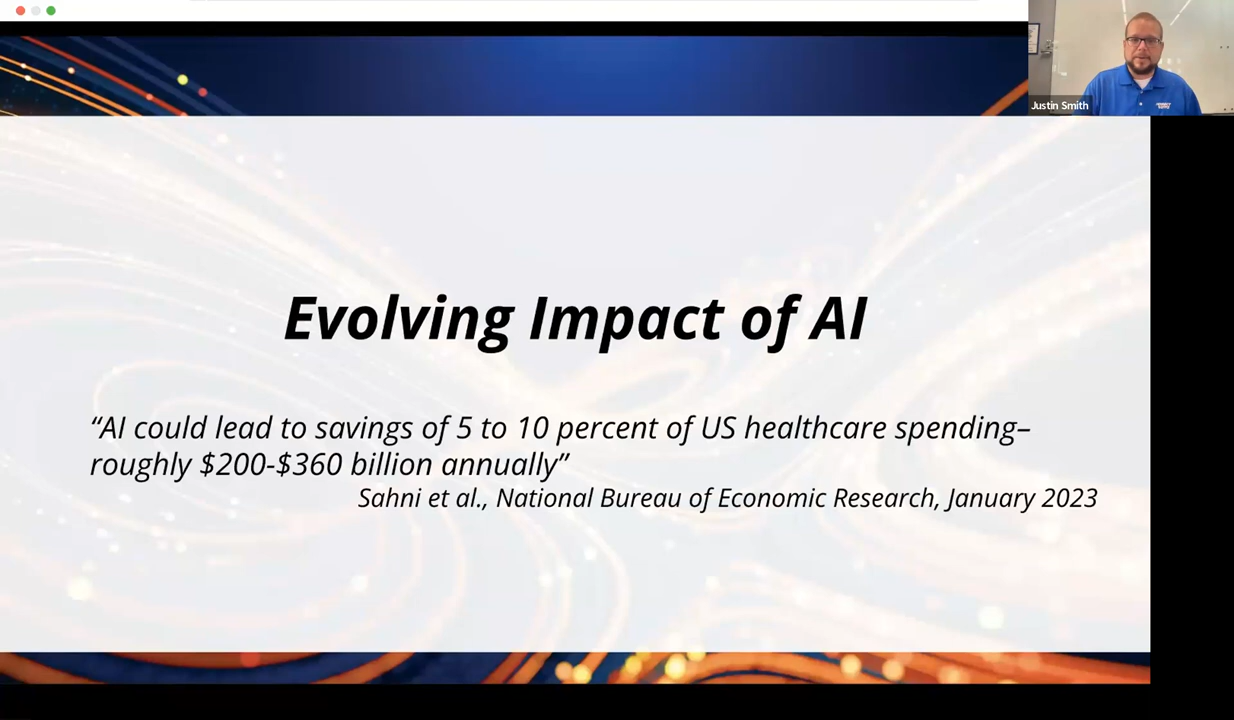 Justin Smith
Evolving Impact of AI
“AI could lead to savings of 5 to 10 percent of US healthcare spending–
roughly $200-$360 billion annually”
Sahni et al., National Bureau of Economic Research, January 2023